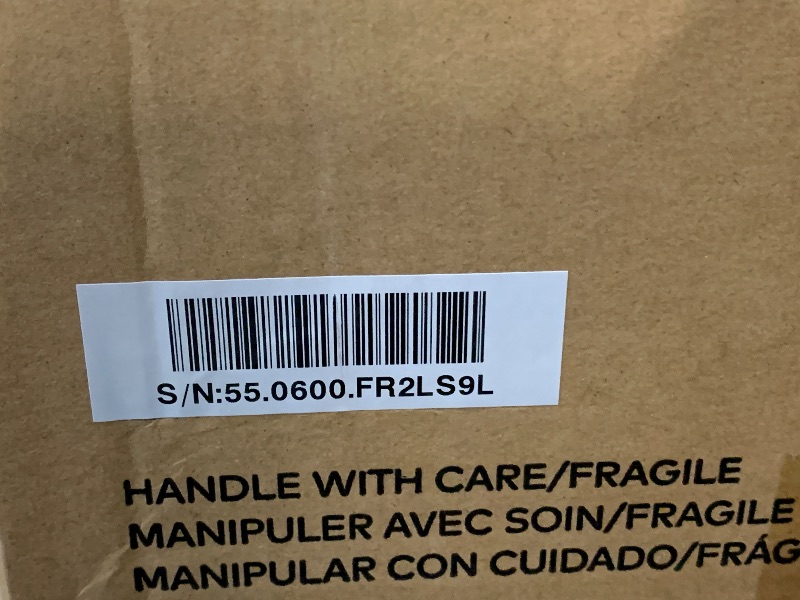 S/N:55.0600.FR2LS9L
HANDLE WITH CARE/FRAGILE
MANIPULER AVEC SOIN/FRAGILE
MANIPULAR CON CUIDADO/FRÁG